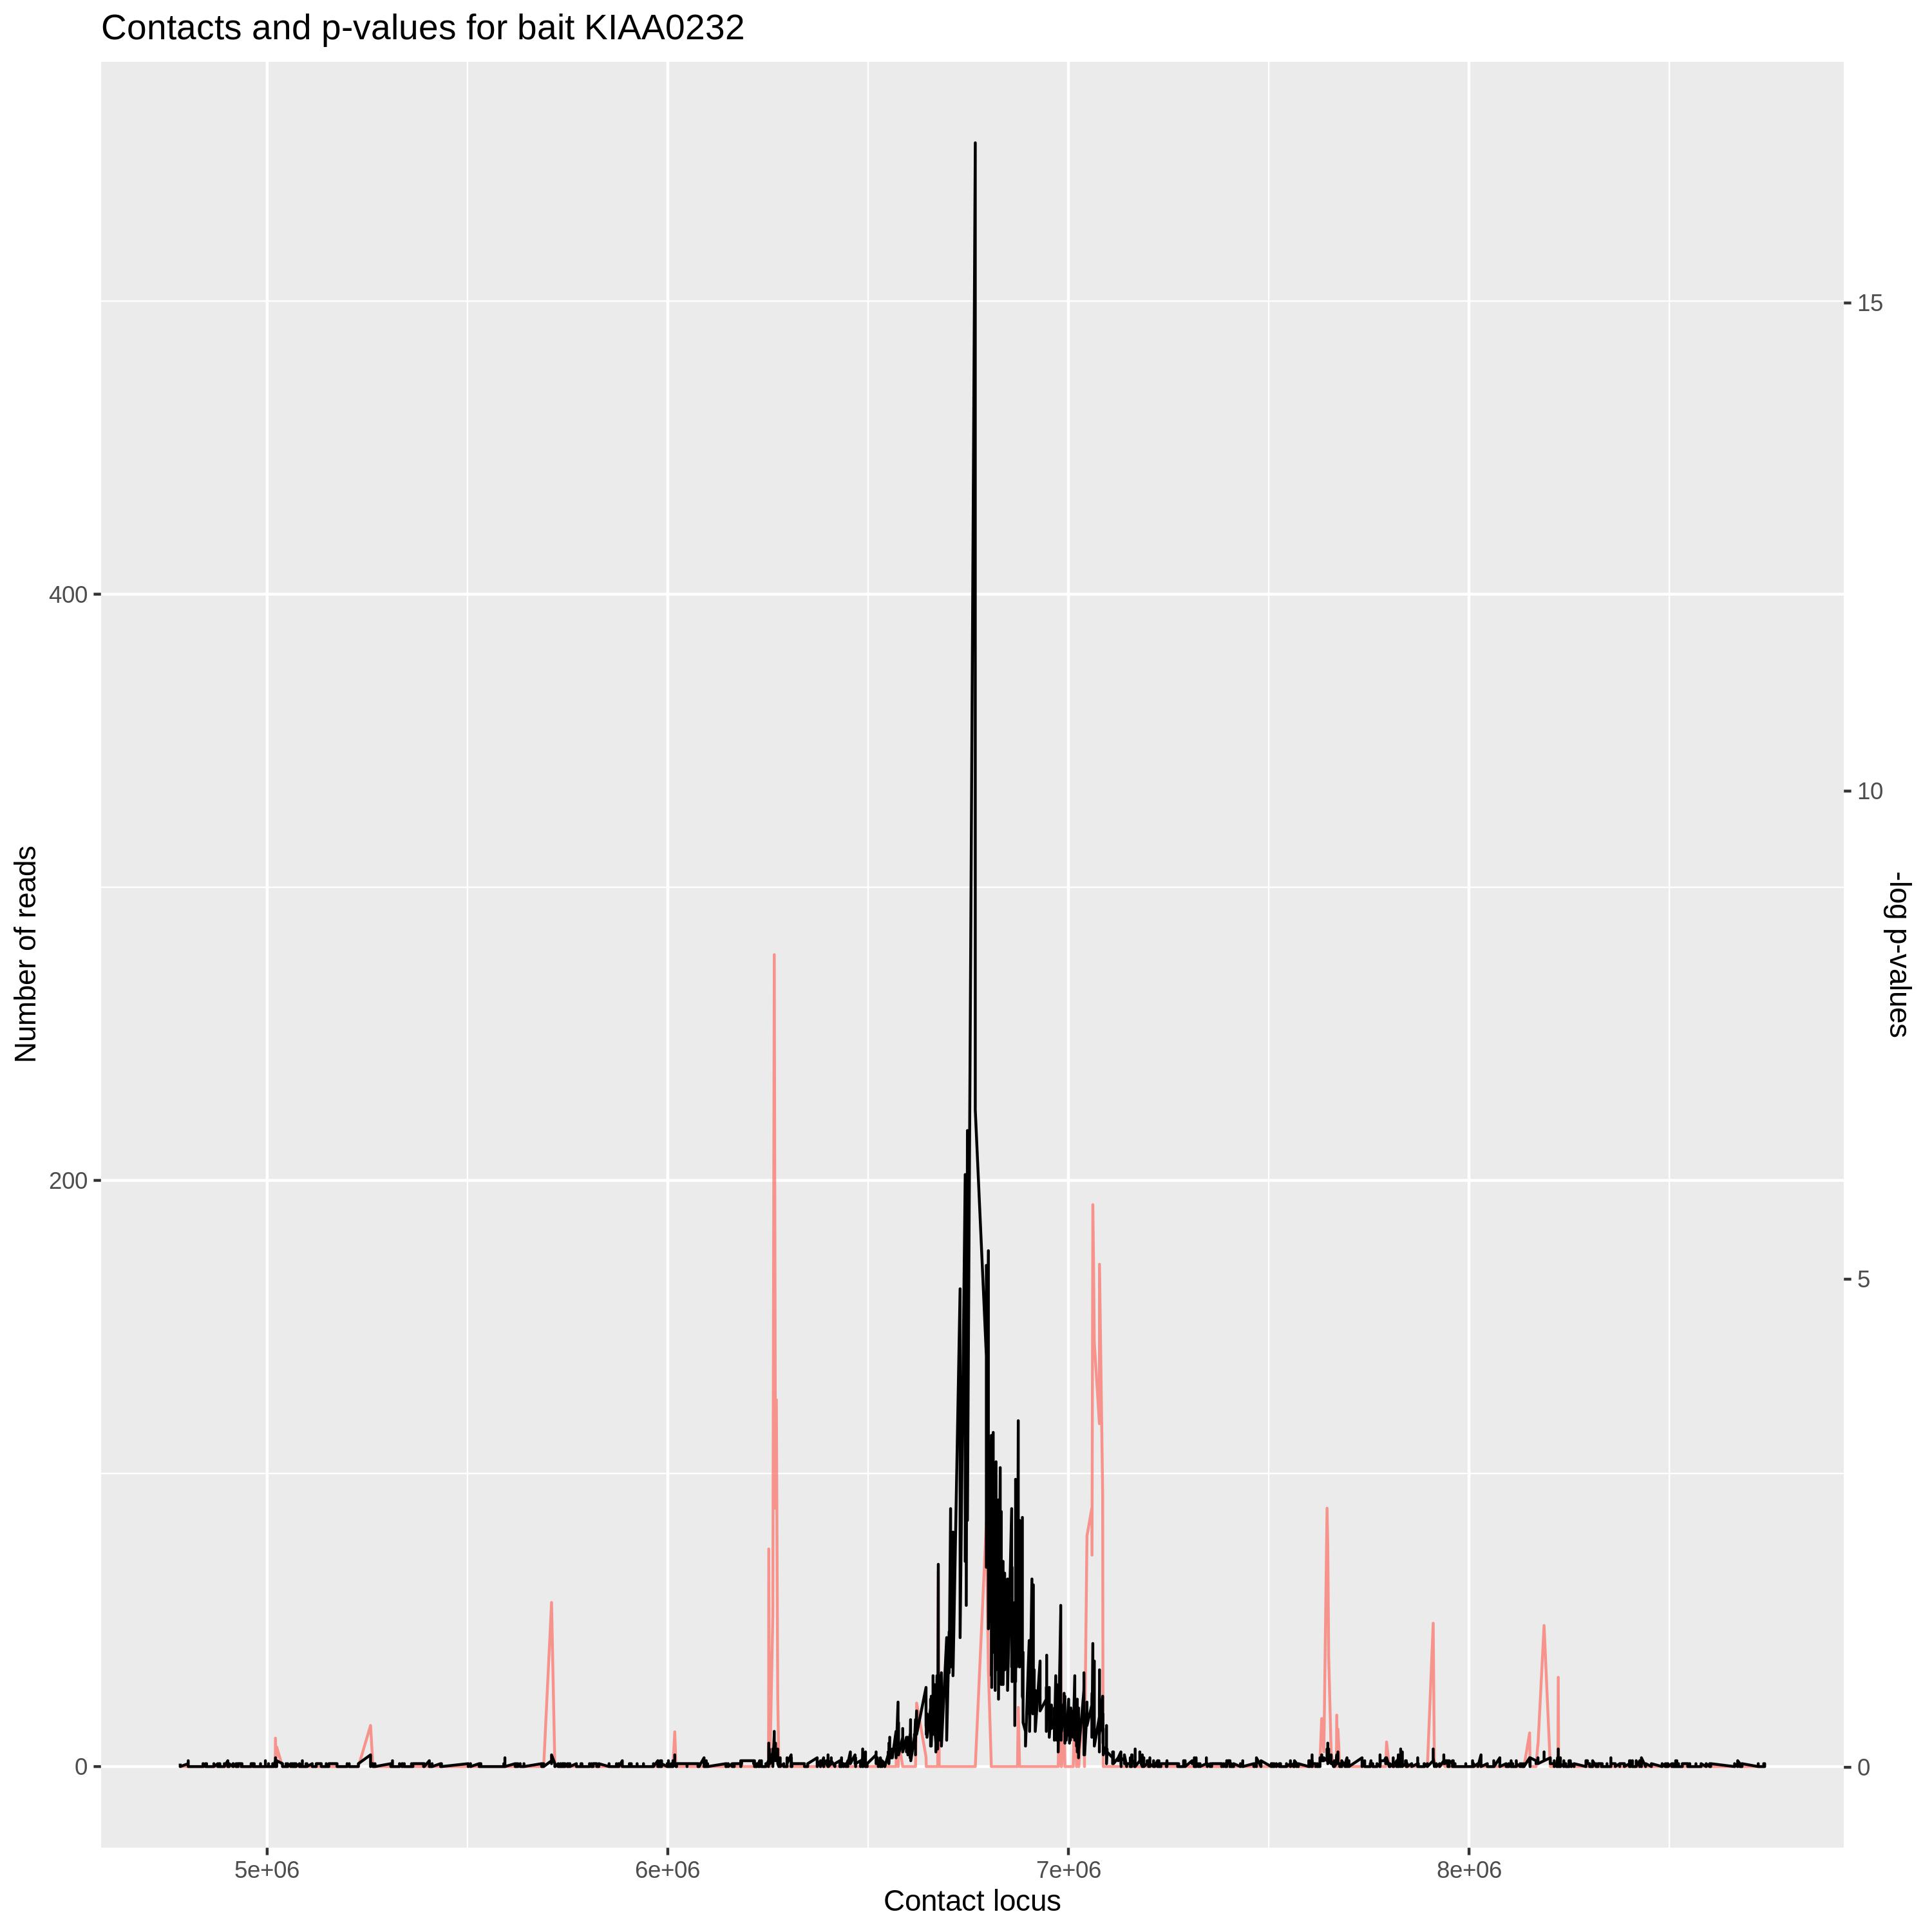 Contacts and p-values for bait KIAA0232
Number of reads
400
200
0
15
10
5
0
-log p-values
5e+06
6e+06
7e+06
8e+06
Contact locus